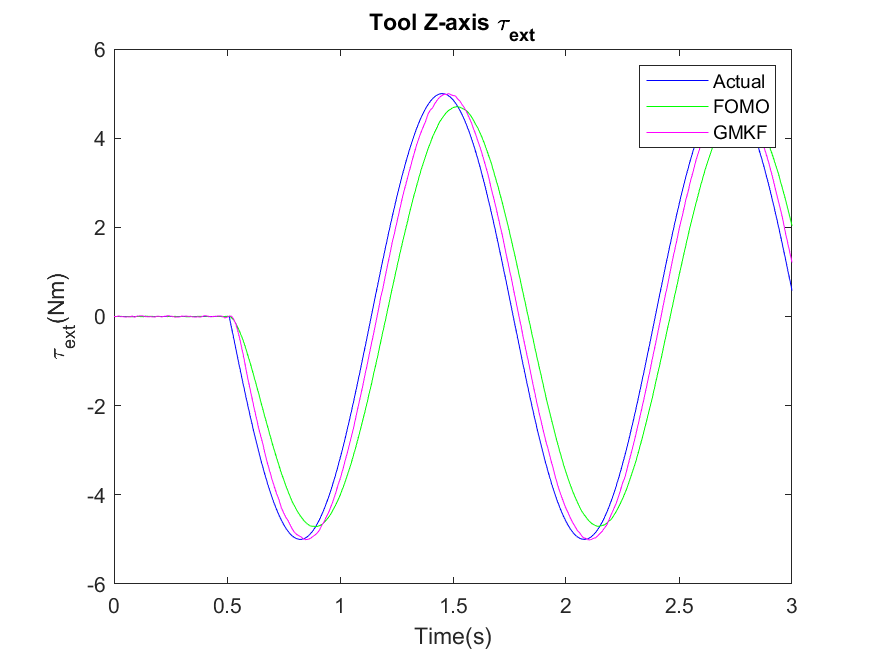 Tool Z-axis τext
Actual
FOMO
GMKF
6
4
2
0
-2
-4
-6
τext(Nm)
0 0.5 1 1.5 2 2.5 3
Time(s)